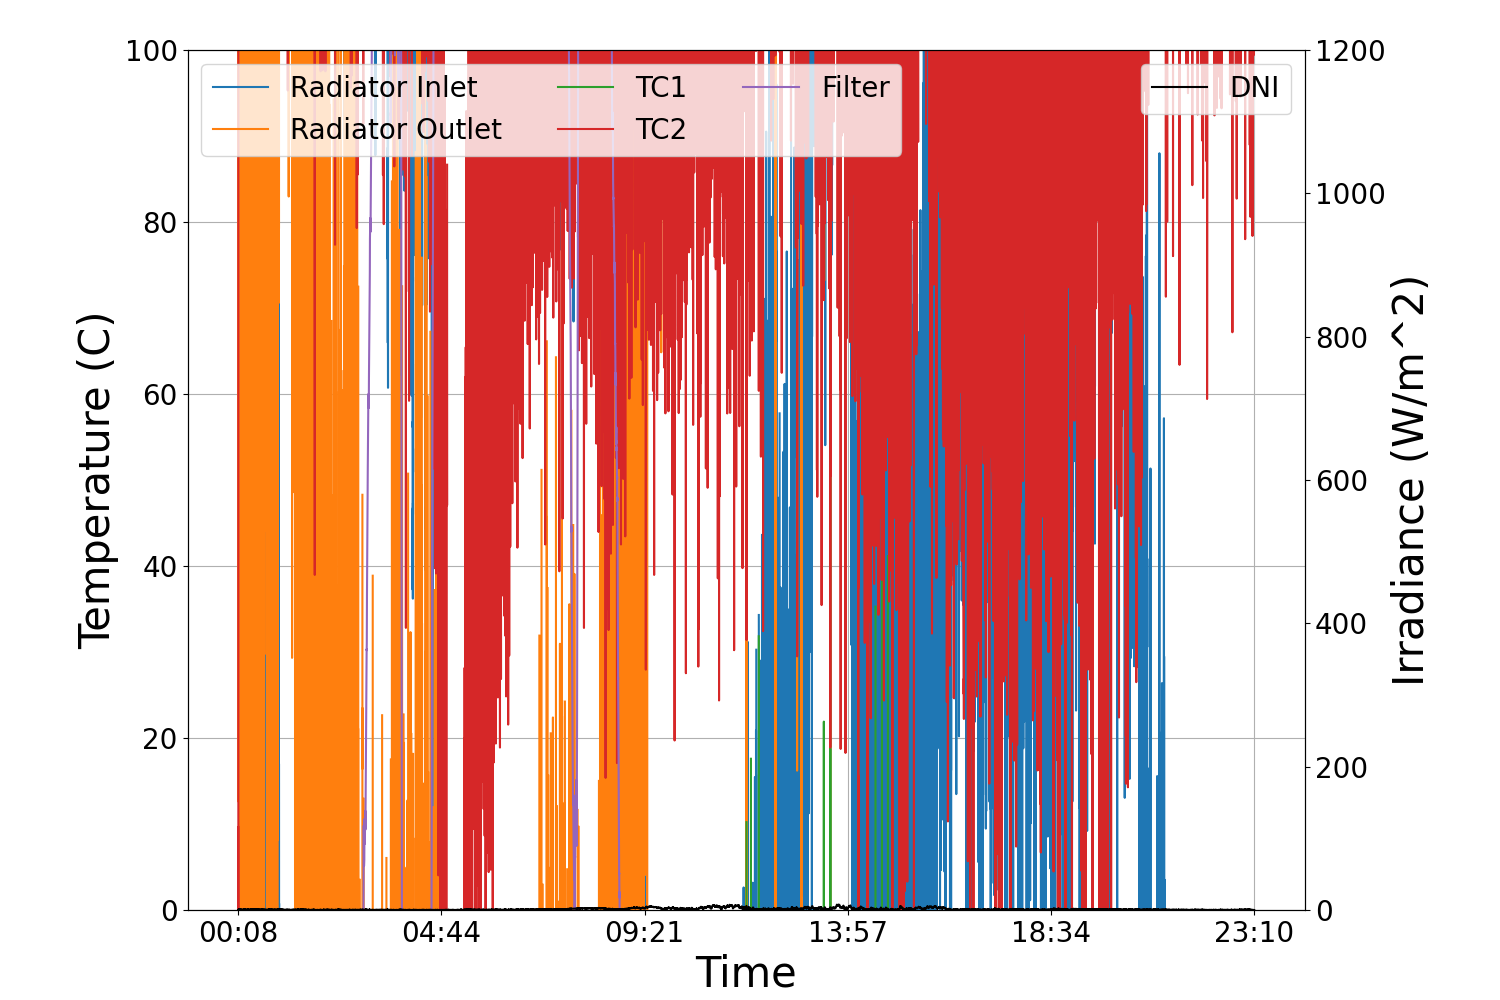 100
80
60
40
20
0
1200
1000
800
600
400
200
0
Temperature (C)
Irradiance (W/m^2)
Radiator Inlet
Radiator Outlet
TC1
TC2
Filter
DNI
00:08
04:44
09:21
13:57
18:34
23:10
Time